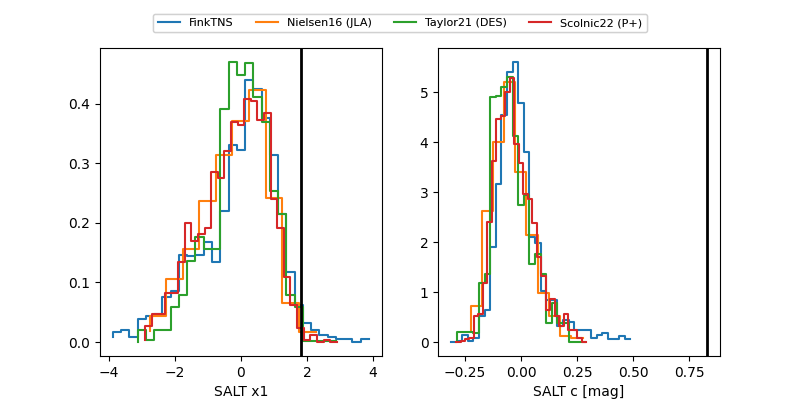 FinkTNS Nielsen16 (JLA) Taylor21 (DES) Scolnic22 (P+)
0.4
0.3
0.2
0.1
0.0
−4 −2 0 2 4
SALT x1
5
4
3
2
1
0
−0.25 0.00 0.25 0.50 0.75
SALT c [mag]